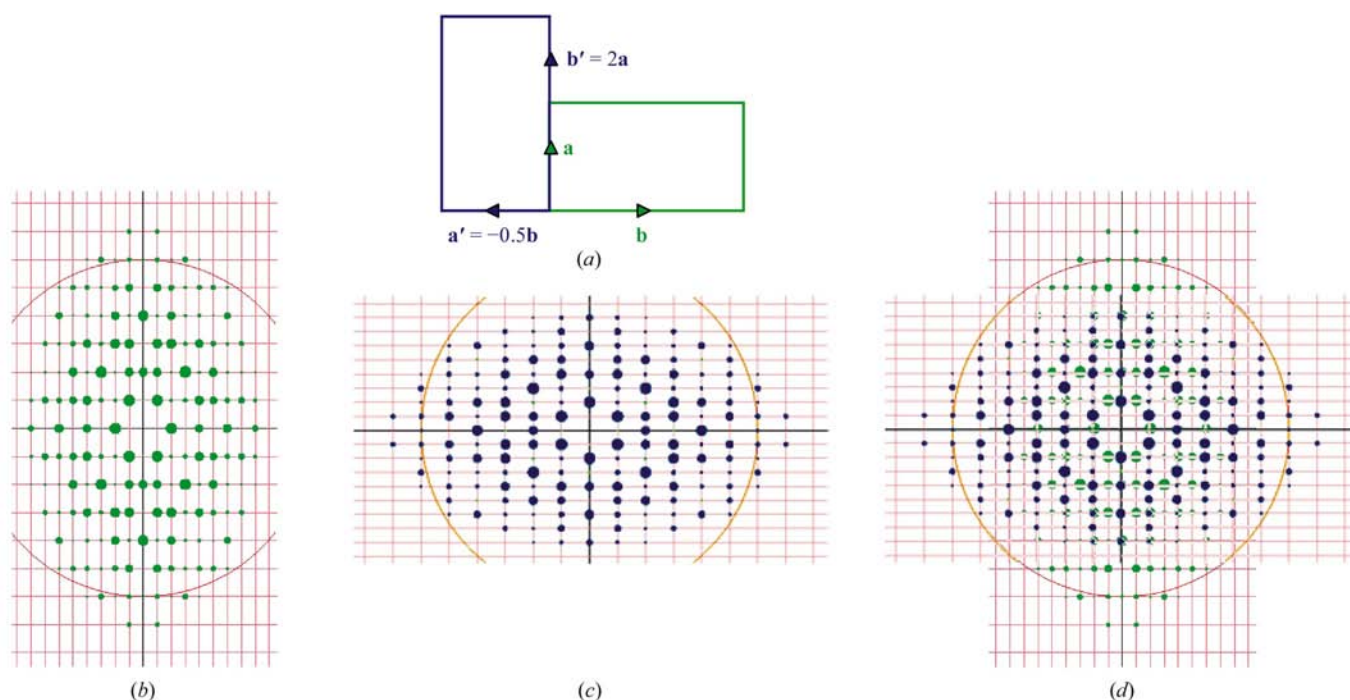 b′ = 2a
a
a′ = −0.5b
b
(a)
(b)
(c)
(d)